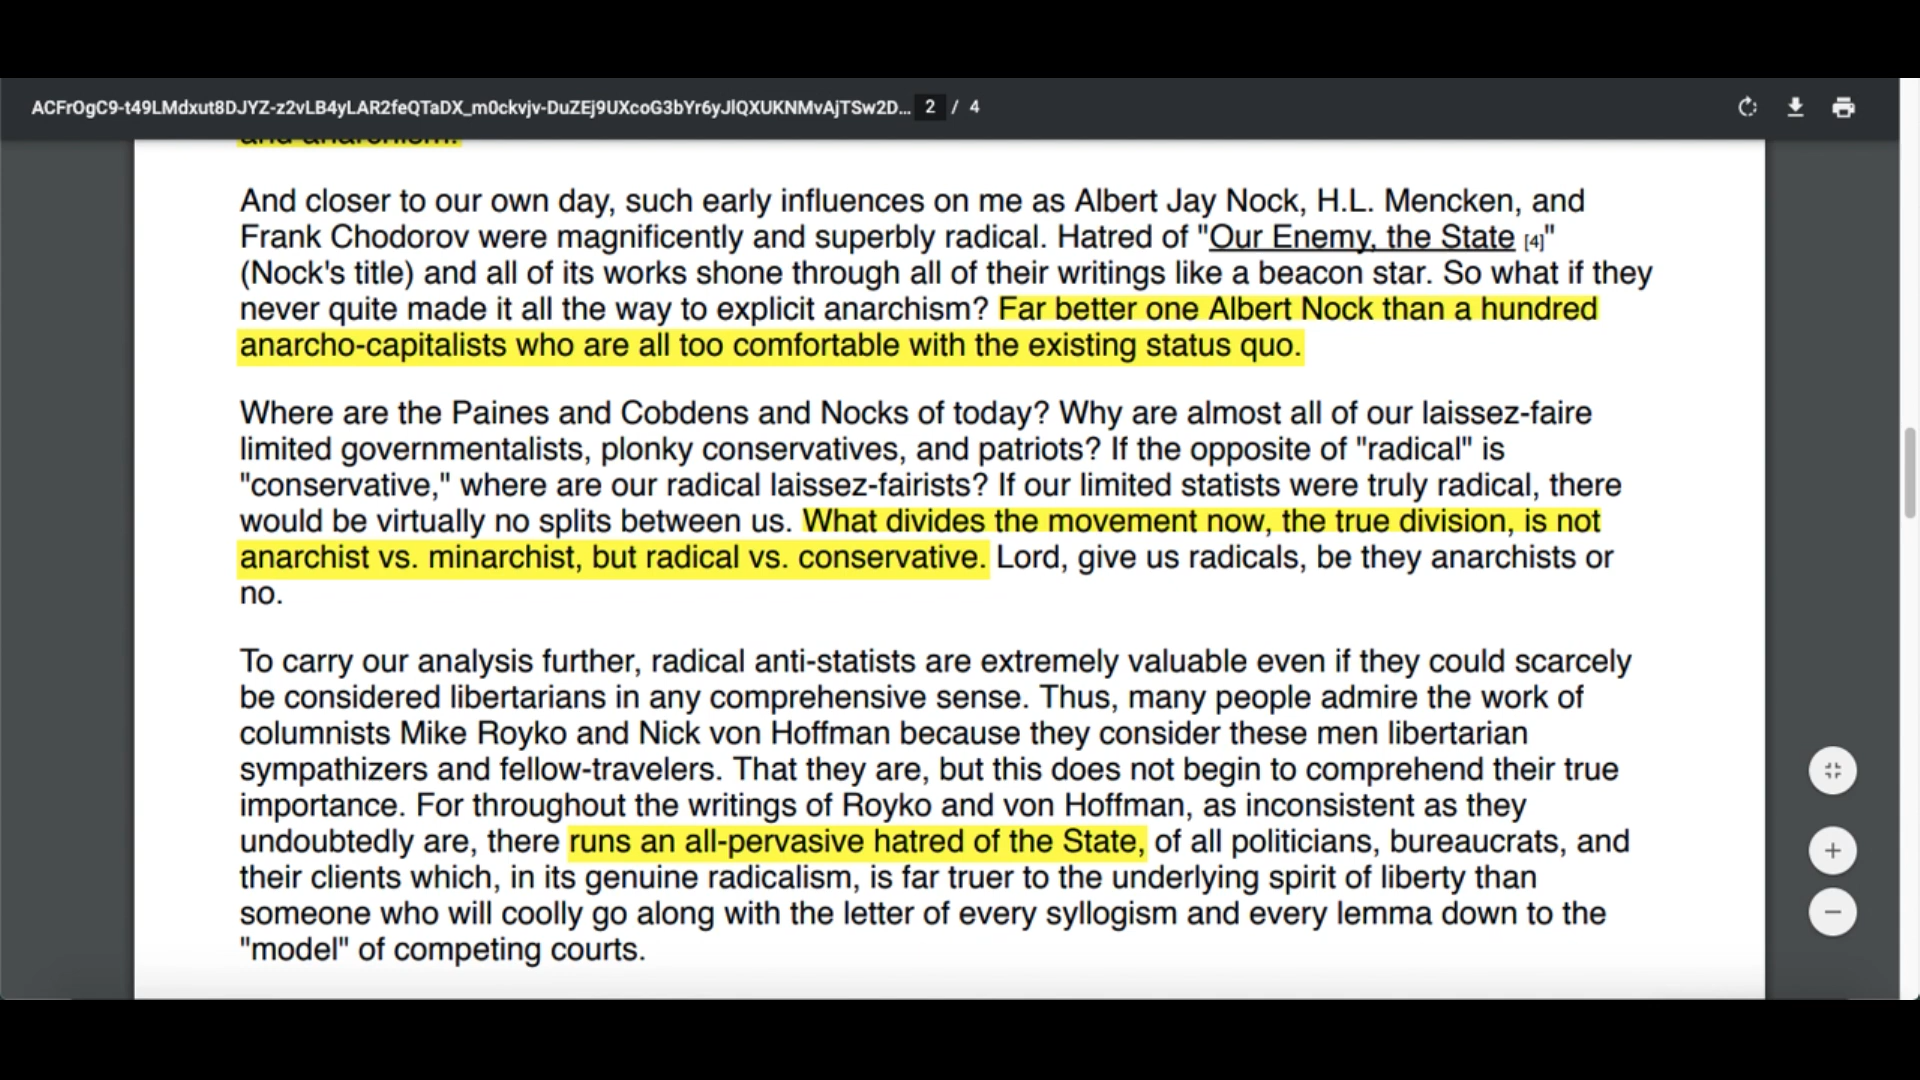 ACFrOgC9-t49LMdxut8DJYZ-z2vLB4yLAR2feQTaDX_m0ckvjv-DuZEj9UXcoG3bYr6yJlQXUKNMvAjTSw2D... 2 / 4
and anarchism.
And closer to our own day, such early influences on me as Albert Jay Nock, H.L. Mencken, and
Frank Chodorov were magnificently and superbly radical. Hatred of "Our Enemy, the State [4]"
(Nock's title) and all of its works shone through all of their writings like a beacon star. So what if they
never quite made it all the way to explicit anarchism? Far better one Albert Nock than a hundred
anarcho-capitalists who are all too comfortable with the existing status quo.
Where are the Paines and Cobdens and Nocks of today? Why are almost all of our laissez-faire
limited governmentalists, plonky conservatives, and patriots? If the opposite of "radical" is
"conservative," where are our radical laissez-fairists? If our limited statists were truly radical, there
would be virtually no splits between us. What divides the movement now, the true division, is not
anarchist vs. minarchist, but radical vs. conservative. Lord, give us radicals, be they anarchists or
no.
To carry our analysis further, radical anti-statists are extremely valuable even if they could scarcely
be considered libertarians in any comprehensive sense. Thus, many people admire the work of
columnists Mike Royko and Nick von Hoffman because they consider these men libertarian
sympathizers and fellow-travelers. That they are, but this does not begin to comprehend their true
importance. For throughout the writings of Royko and von Hoffman, as inconsistent as they
undoubtedly are, there runs an all-pervasive hatred of the State, of all politicians, bureaucrats, and
their clients which, in its genuine radicalism, is far truer to the underlying spirit of liberty than
someone who will coolly go along with the letter of every syllogism and every lemma down to the
"model" of competing courts.